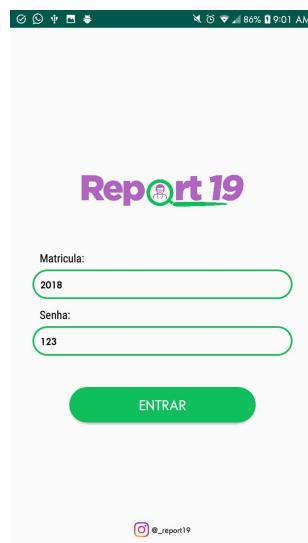 86% 9:01 AM
Report 19
Matricula:
2018
Senha:
123
ENTRAR
@_report19